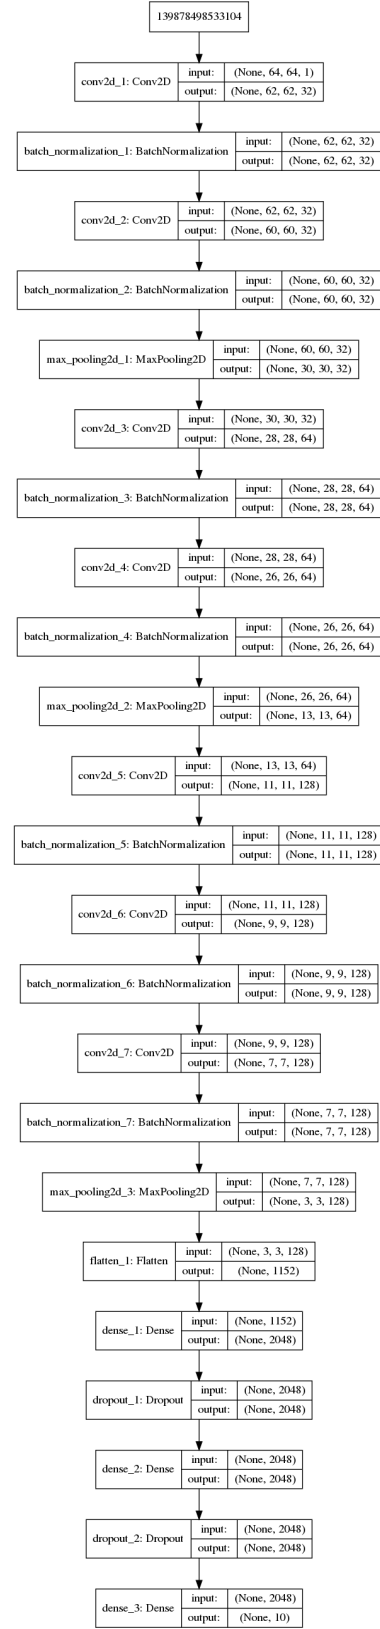 139878498533104
conv2d_1: Conv2D
input: (None, 64, 64, 1)
output: (None, 62, 62, 32)
batch_normalization_1: BatchNormalization
input: (None, 62, 62, 32)
output: (None, 62, 62, 32)
conv2d_2: Conv2D
input: (None, 62, 62, 32)
output: (None, 60, 60, 32)
batch_normalization_2: BatchNormalization
input: (None, 60, 60, 32)
output: (None, 60, 60, 32)
max_pooling2d_1: MaxPooling2D
input: (None, 60, 60, 32)
output: (None, 30, 30, 32)
conv2d_3: Conv2D
input: (None, 30, 30, 32)
output: (None, 28, 28, 64)
batch_normalization_3: BatchNormalization
input: (None, 28, 28, 64)
output: (None, 28, 28, 64)
conv2d_4: Conv2D
input: (None, 28, 28, 64)
output: (None, 26, 26, 64)
batch_normalization_4: BatchNormalization
input: (None, 26, 26, 64)
output: (None, 26, 26, 64)
max_pooling2d_2: MaxPooling2D
input: (None, 26, 26, 64)
output: (None, 13, 13, 64)
conv2d_5: Conv2D
input: (None, 13, 13, 64)
output: (None, 11, 11, 128)
batch_normalization_5: BatchNormalization
input: (None, 11, 11, 128)
output: (None, 11, 11, 128)
conv2d_6: Conv2D
input: (None, 11, 11, 128)
output: (None, 9, 9, 128)
batch_normalization_6: BatchNormalization
input: (None, 9, 9, 128)
output: (None, 9, 9, 128)
conv2d_7: Conv2D
input: (None, 9, 9, 128)
output: (None, 7, 7, 128)
batch_normalization_7: BatchNormalization
input: (None, 7, 7, 128)
output: (None, 7, 7, 128)
max_pooling2d_3: MaxPooling2D
input: (None, 7, 7, 128)
output: (None, 3, 3, 128)
flatten_1: Flatten
input: (None, 3, 3, 128)
output: (None, 1152)
dense_1: Dense
input: (None, 1152)
output: (None, 2048)
dropout_1: Dropout
input: (None, 2048)
output: (None, 2048)
dense_2: Dense
input: (None, 2048)
output: (None, 2048)
dropout_2: Dropout
input: (None, 2048)
output: (None, 2048)
dense_3: Dense
input: (None, 2048)
output: (None, 10)